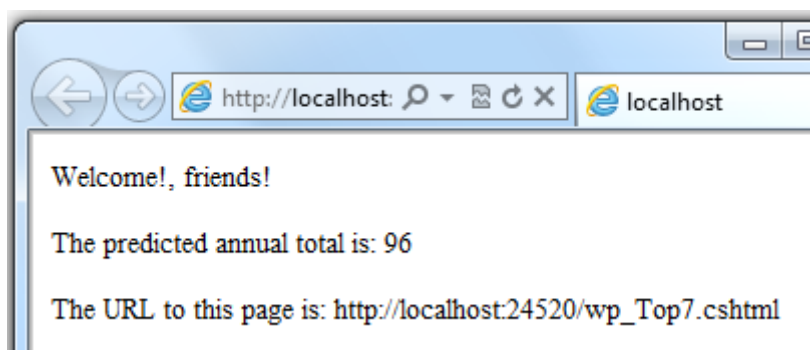 http://localhost: localhost
Welcome!, friends!
The predicted annual total is: 96
The URL to this page is: http://localhost:24520/wp_Top7.cshtml